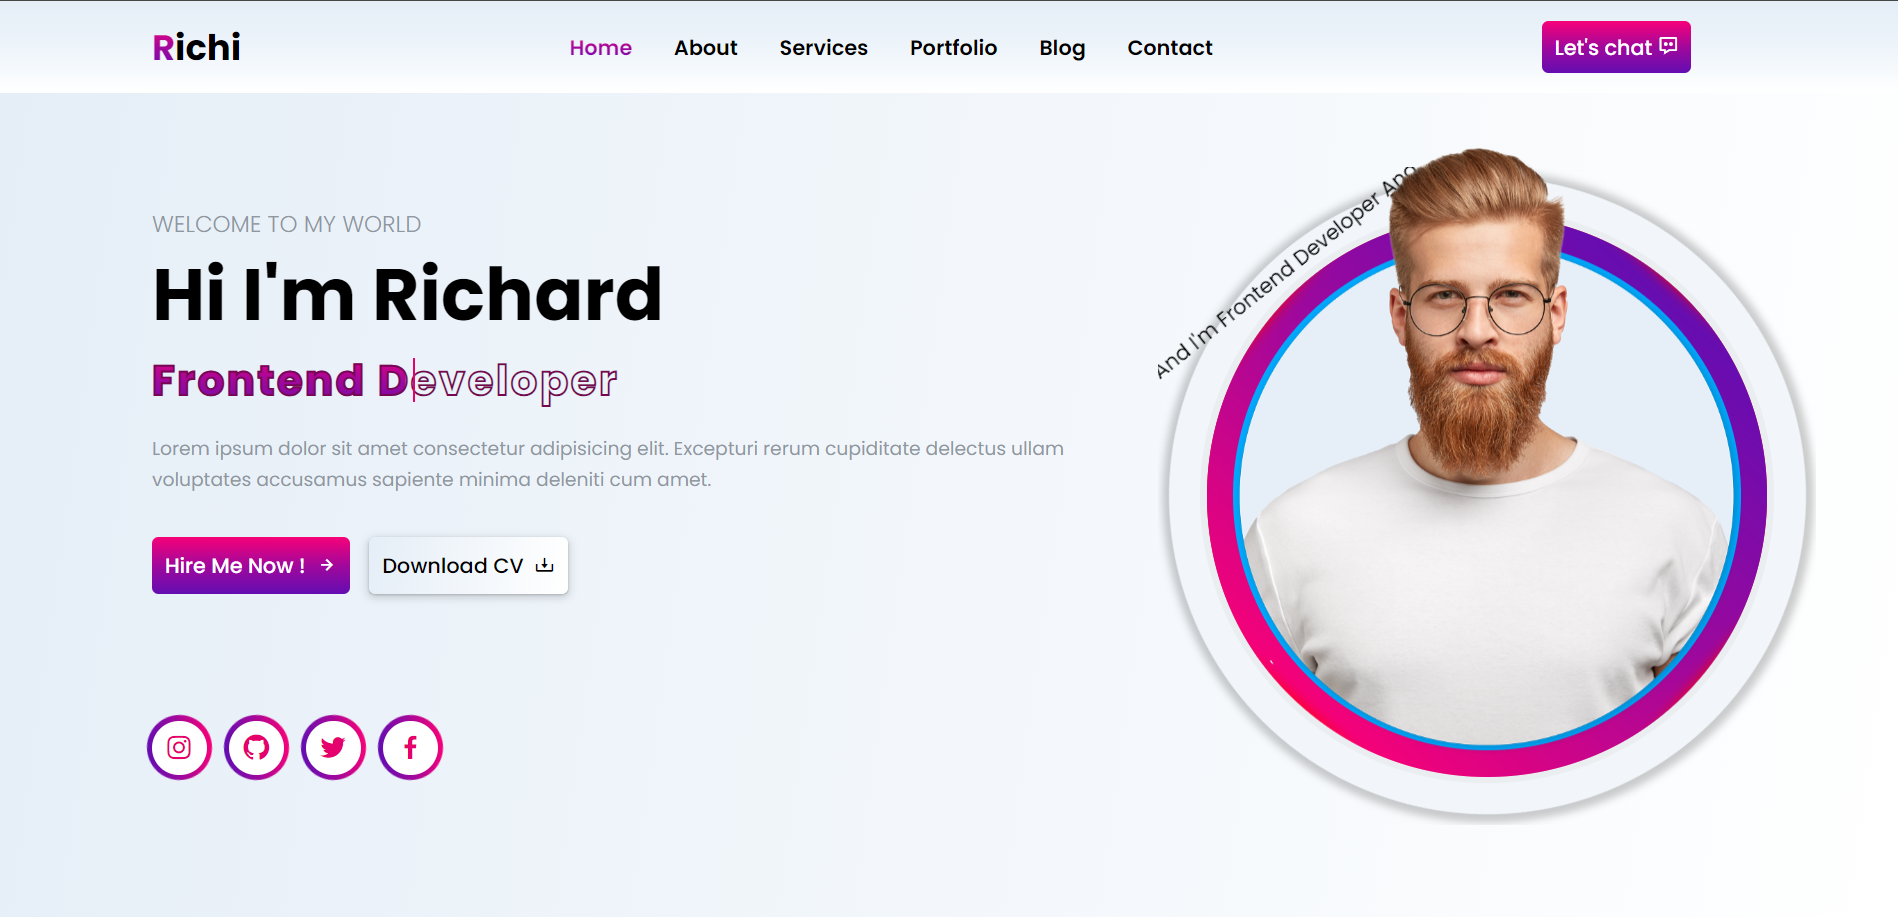 Richi
Home About Services Portfolio Blog Contact
Let's chat
WELCOME TO MY WORLD
Hi I'm Richard
Frontend Developer
Lorem ipsum dolor sit amet consectetur adipisicing elit. Excepturi rerum cupiditate delectus ullam
voluptates accusamus sapiente minima deleniti cum amet.
Hire Me Now !
Download CV
And I'm Frontend Developer